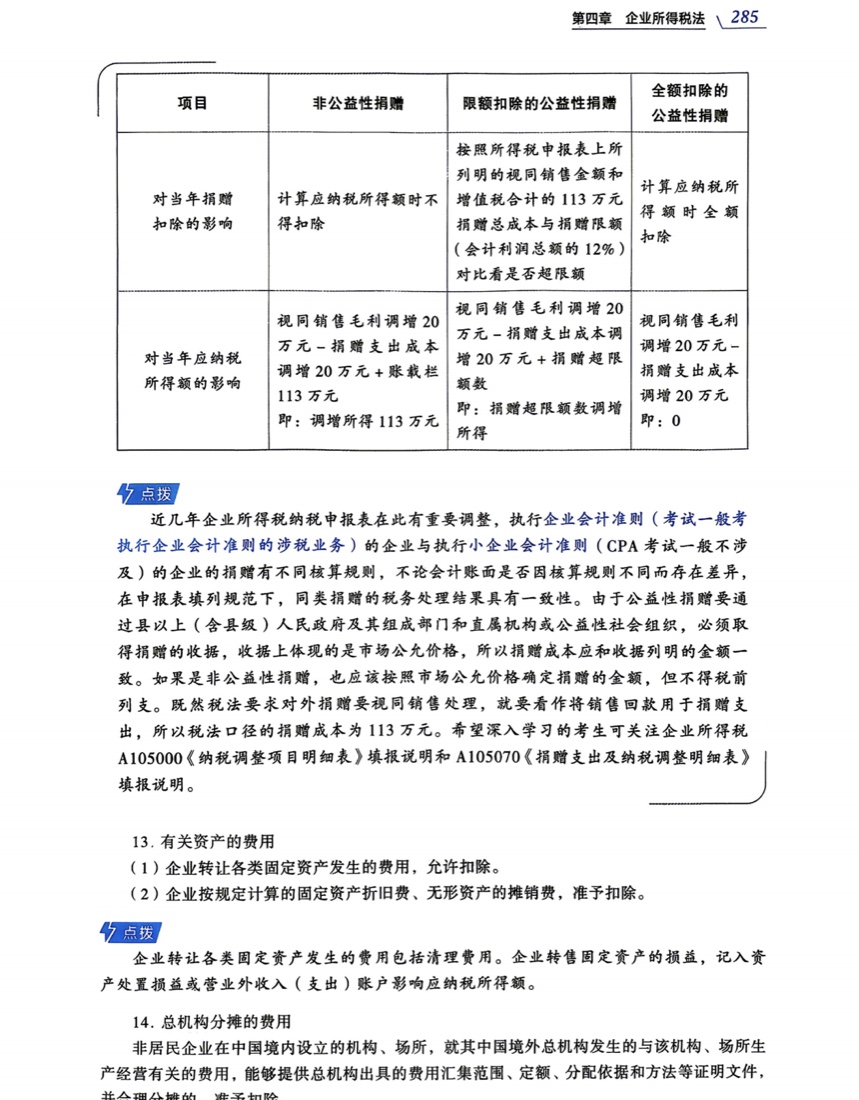 第四章 企业所得税法 285
项目
非公益性捐赠
限额扣除的公益性捐赠
全额扣除的
公益性捐赠
对当年捐赠
扣除的影响
计算应纳税所得额时不
得扣除
按照所得税申报表上所
列明的视同销售金额和
增值税合计的 113 万元
捐赠总成本与捐赠限额
(会计利润总额的 12%)
对比看是否超限额
计算应纳税所
得额时全额
扣除
对当年应纳税
所得额的影响
视同销售毛利调增 20
万元－捐赠支出成本
调增 20 万元＋账载栏
113 万元
即：调增所得 113 万元
视同销售毛利调增 20
万元－捐赠支出成本调
增 20 万元＋捐赠超限
额数
即：捐赠超限额数调增
所得
视同销售毛利
调增 20 万元－
捐赠支出成本
调增 20 万元
即：0
点拨
近几年企业所得税纳税申报表在此有重要调整，执行企业会计准则（考试一般考
执行企业会计准则的涉税业务）的企业与执行小企业会计准则（CPA 考试一般不涉
及）的企业的捐赠有不同核算规则，不论会计账面是否因核算规则不同而存在差异，
在申报表填列规范下，同类捐赠的税务处理结果具有一致性。由于公益性捐赠要通
过县以上（含县级）人民政府及其组成部门和直属机构或公益性社会组织，必须取
得捐赠的收据，收据上体现的是市场公允价格，所以捐赠成本应和收据列明的金额一
致。如果是非公益性捐赠，也应该按照市场公允价格确定捐赠的金额，但不得税前
列支。既然税法要求对外捐赠要视同销售处理，就要看作将销售回款用于捐赠支
出，所以税法口径的捐赠成本为 113 万元。希望深入学习的考生可关注企业所得税
A105000《纳税调整项目明细表》填报说明和 A105070《捐赠支出及纳税调整明细表》
填报说明。
13. 有关资产的费用
（1）企业转让各类固定资产发生的费用，允许扣除。
（2）企业按规定计算的固定资产折旧费、无形资产的摊销费，准予扣除。
点拨
企业转让各类固定资产发生的费用包括清理费用。企业转售固定资产的损益，记入资
产处置损益或营业外收入（支出）账户影响应纳税所得额。
14. 总机构分摊的费用
非居民企业在中国境内设立的机构、场所，就其中国境外总机构发生的与该机构、场所生
产经营有关的费用，能够提供总机构出具的费用汇集范围、定额、分配依据和方法等证明文件，
并合理分摊的，准予扣除